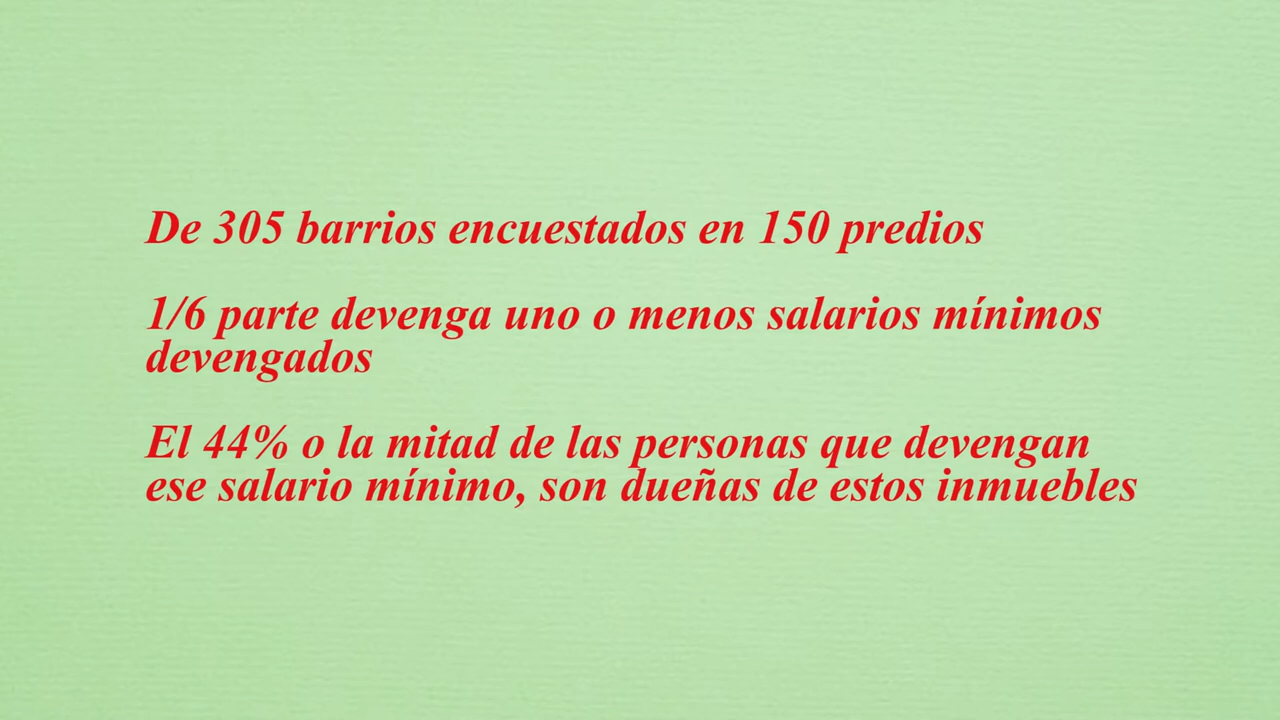 De 305 barrios encuestados en 150 predios
1/6 parte devenga uno o menos salarios mínimos
devengados
El 44% o la mitad de las personas que devengan
ese salario mínimo, son dueñas de estos inmuebles